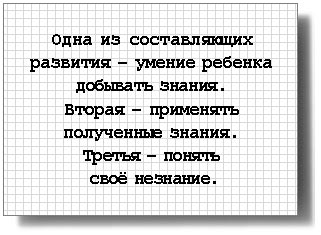 Одна из составляющих
развития – умение ребенка
добывать знания.
Вторая – применять
полученные знания.
Третья – понять
своё незнание.